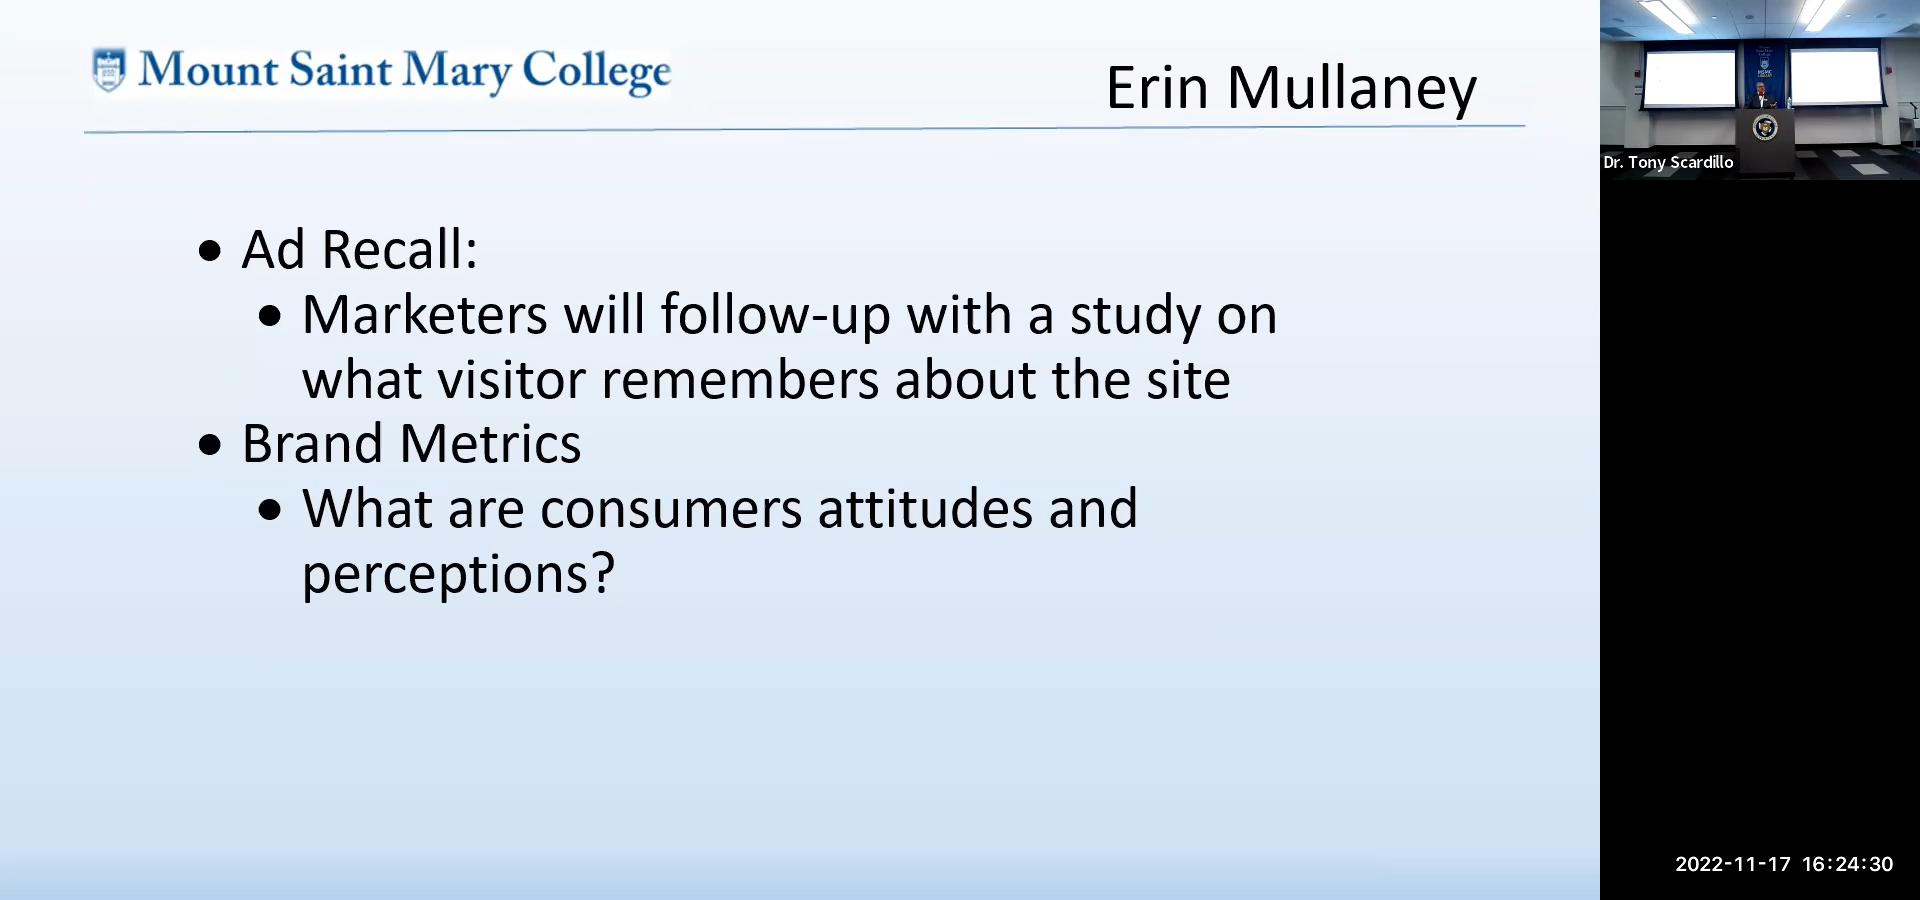 Mount Saint Mary College
Erin Mullaney
• Ad Recall:
• Marketers will follow-up with a study on
what visitor remembers about the site
• Brand Metrics
• What are consumers attitudes and
perceptions?
Dr. Tony Scardillo
2022-11-17 16:24:30